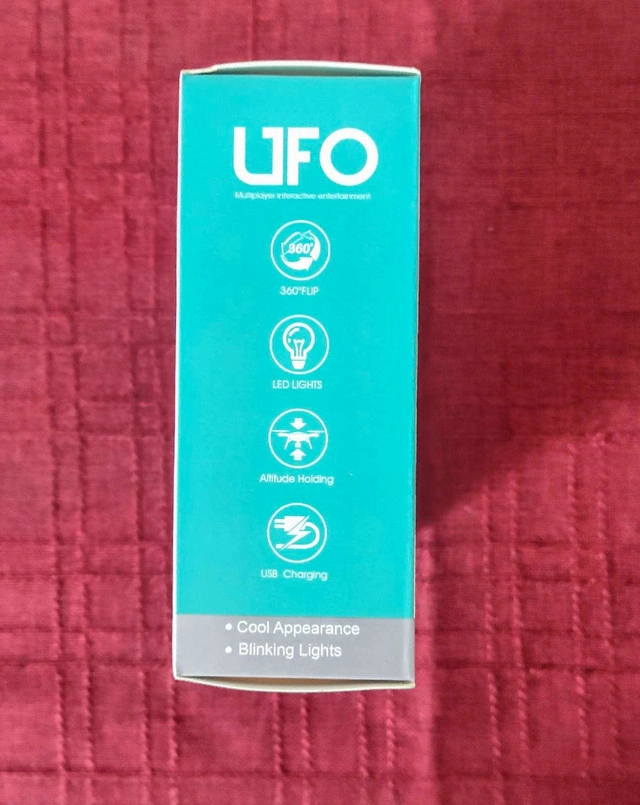 UFO
Multiplayer interactive entertainment
360°
360°FLIP
LED LIGHTS
Altitude Holding
USB Charging
• Cool Appearance
• Blinking Lights